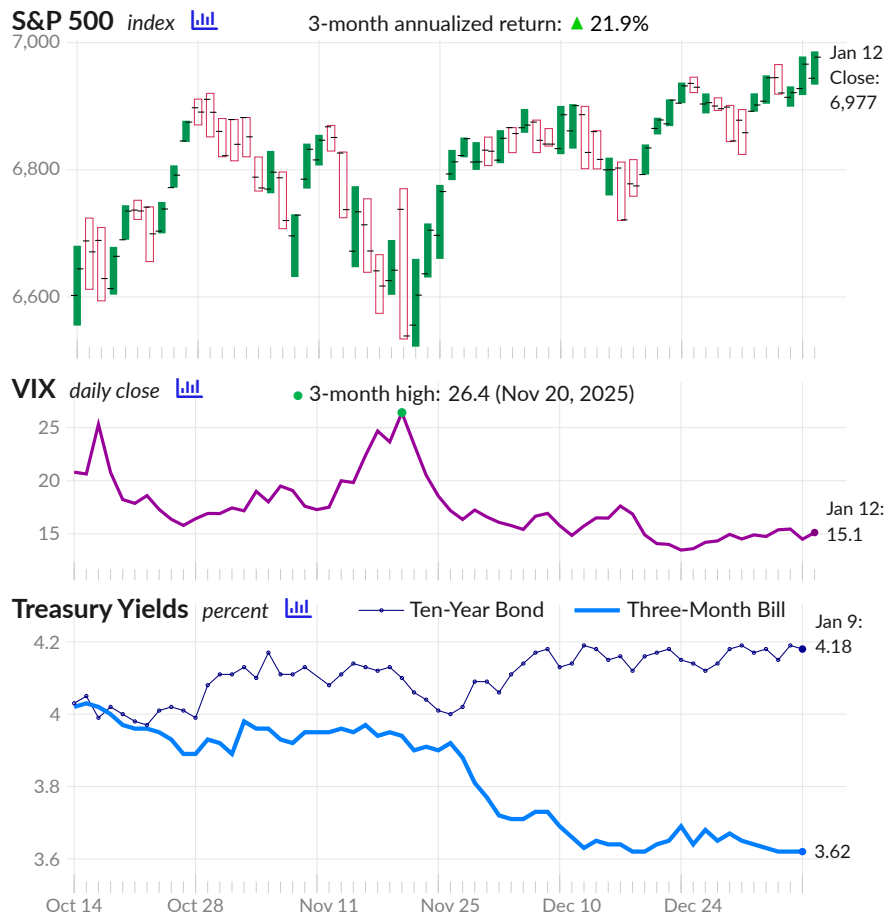 S&P 500 index 3-month annualized return: ▲ 21.9%
7,000
Jan 12
Close:
6,977
6,800
6,600
VIX daily close ● 3-month high: 26.4 (Nov 20, 2025)
25
20
15
Jan 12:
15.1
Treasury Yields percent Ten-Year Bond Three-Month Bill
Jan 9:
4.18
4.2
4
3.8
3.6
3.62
Oct 14 Oct 28 Nov 11 Nov 25 Dec 10 Dec 24